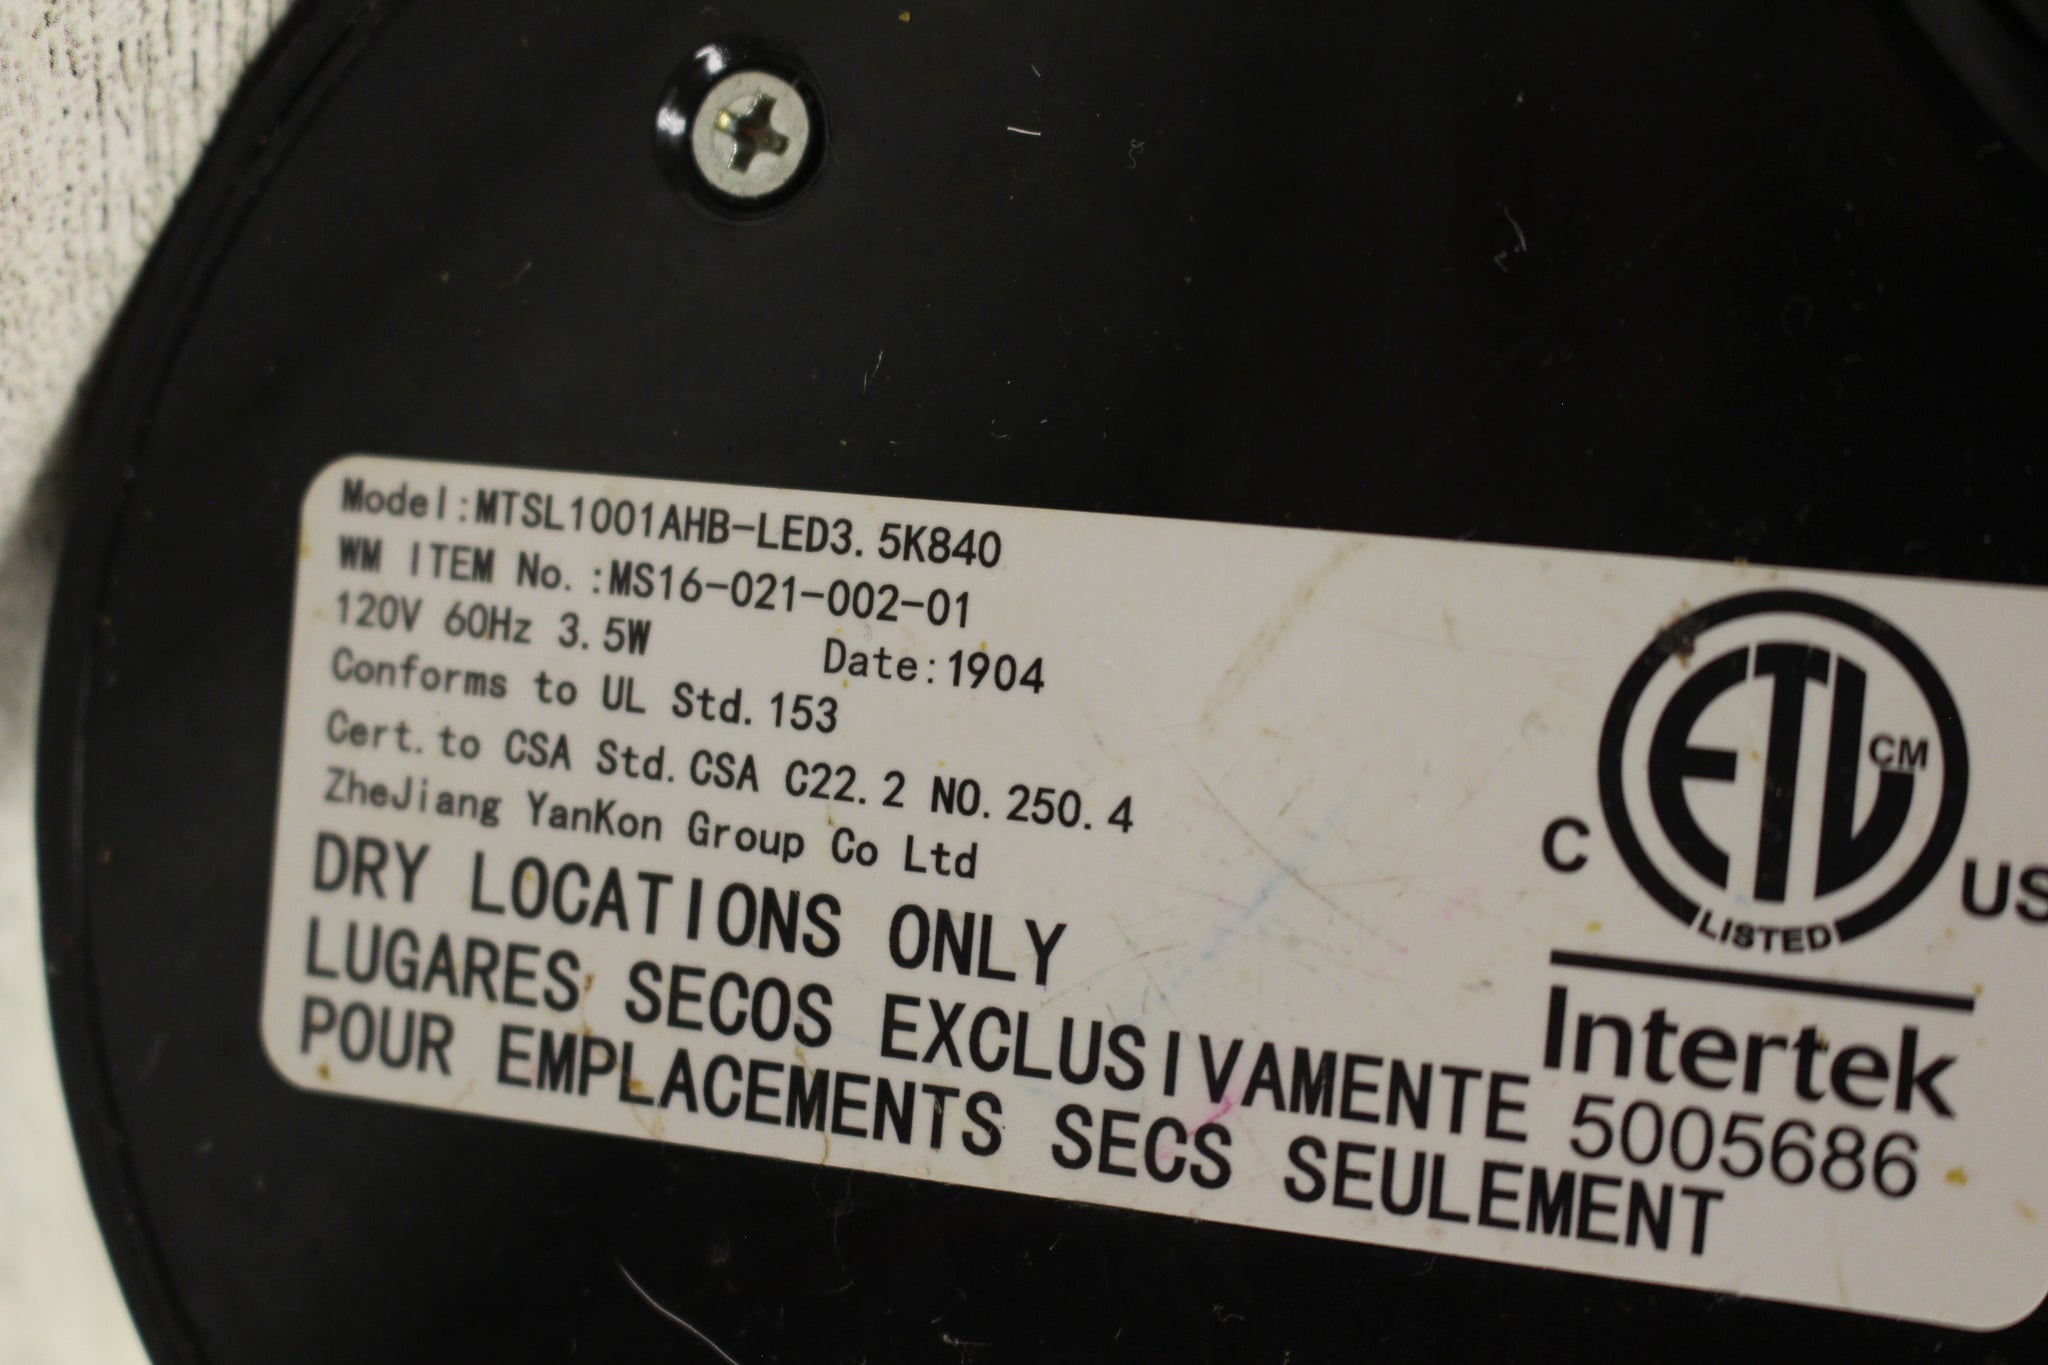 Model:MTSL1001AHB-LED3.5K840
WM ITEM No.:MS16-021-002-01
120V 60Hz 3.5W Date:1904
Conforms to UL Std.153
Cert.to CSA Std.CSA C22.2 NO.250.4
ZheJiang YanKon Group Co Ltd
DRY LOCATIONS ONLY
LUGARES SECOS EXCLUSIVAMENTE
POUR EMPLACEMENTS SECS SEULEMENT
ETL CM
C US
LISTED
Intertek
5005686